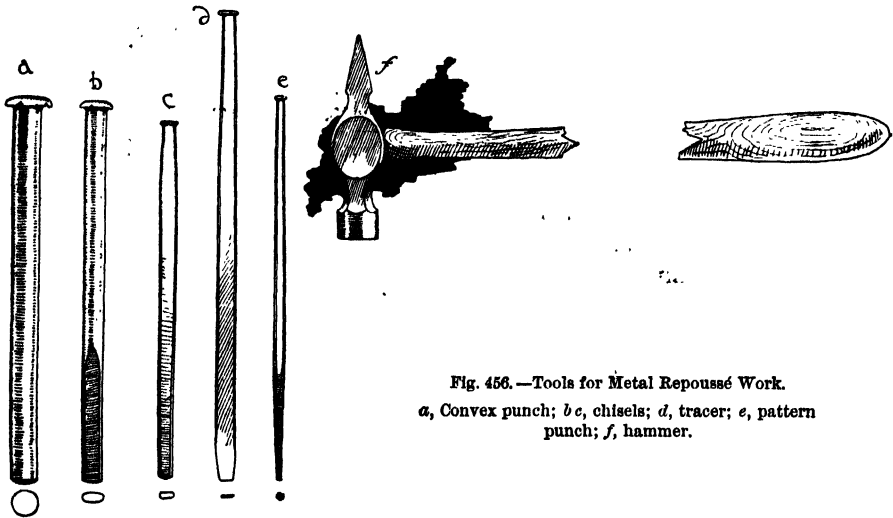 a
b
c
d
e
f
Fig. 456.—Tools for Metal Repoussé Work.
a, Convex punch; b c, chisels; d, tracer; e, pattern
punch; f, hammer.